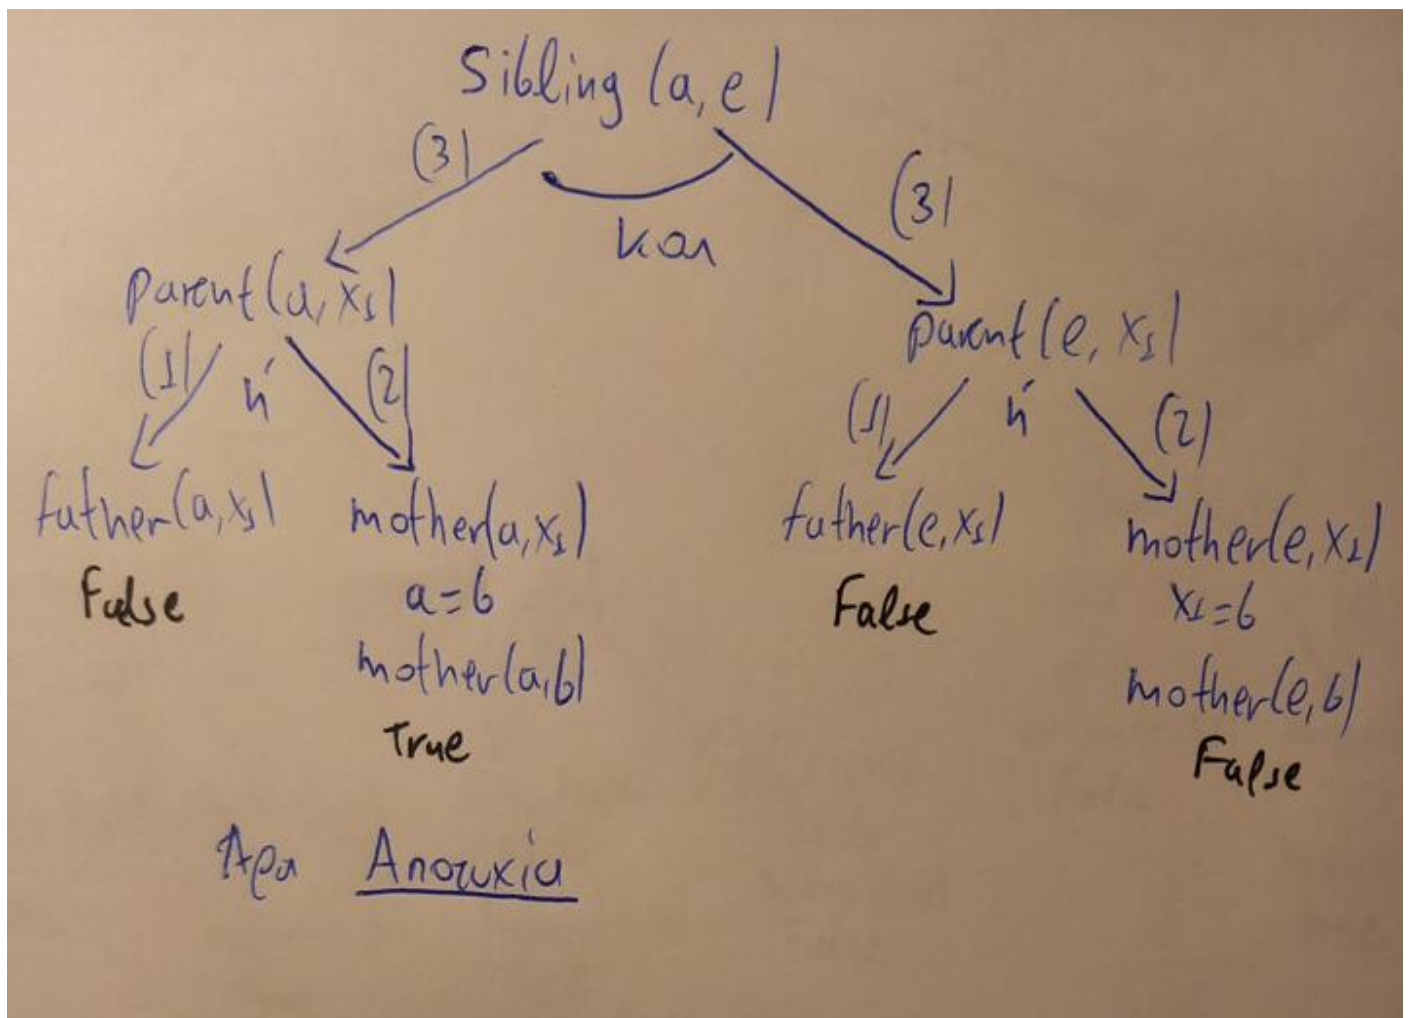 Sibling (a, e)
(3)
(3)
και
parent(a, x1)
parent(e, x1)
(1)
ή
(2)
(1)
ή
(2)
father(a, x1)
mother(a, x1)
father(e, x1)
mother(e, x1)
False
a=b
False
x1=b
mother(a,b)
mother(e,b)
True
False
Άρα Αποτυχία